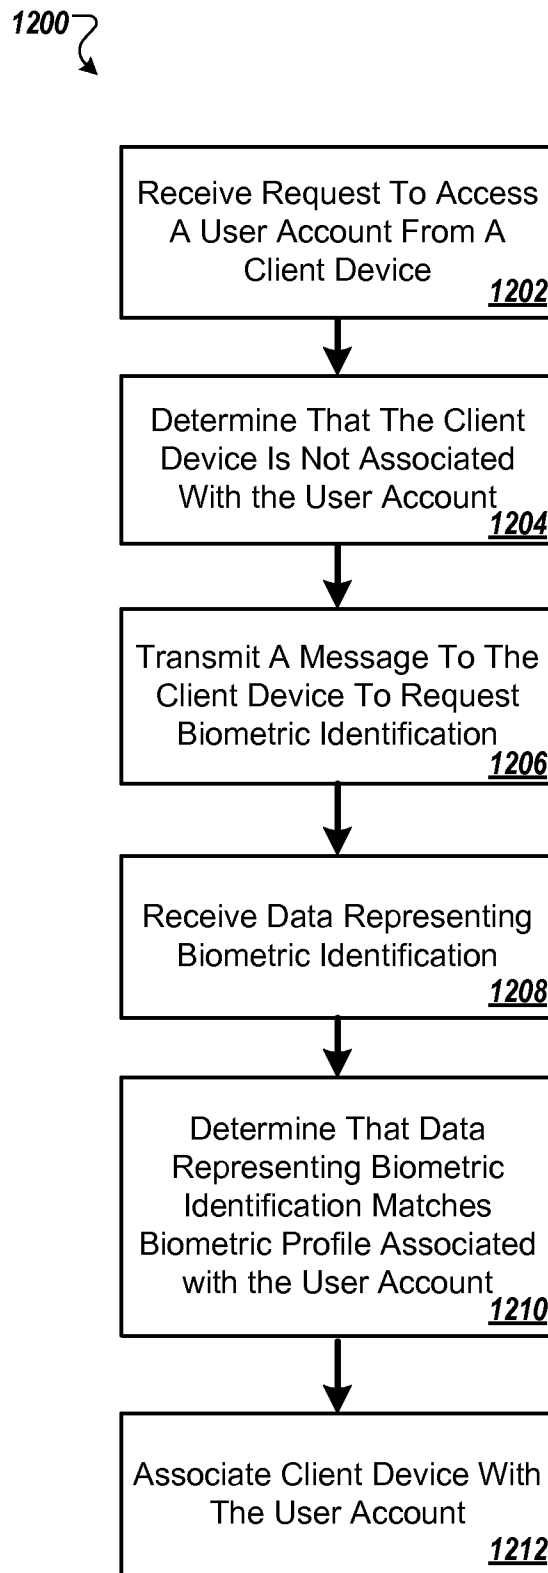 1200
Receive Request To Access
A User Account From A
Client Device
1202
Determine That The Client
Device Is Not Associated
With the User Account
1204
Transmit A Message To The
Client Device To Request
Biometric Identification
1206
Receive Data Representing
Biometric Identification
1208
Determine That Data
Representing Biometric
Identification Matches
Biometric Profile Associated
with the User Account
1210
Associate Client Device With
The User Account
1212